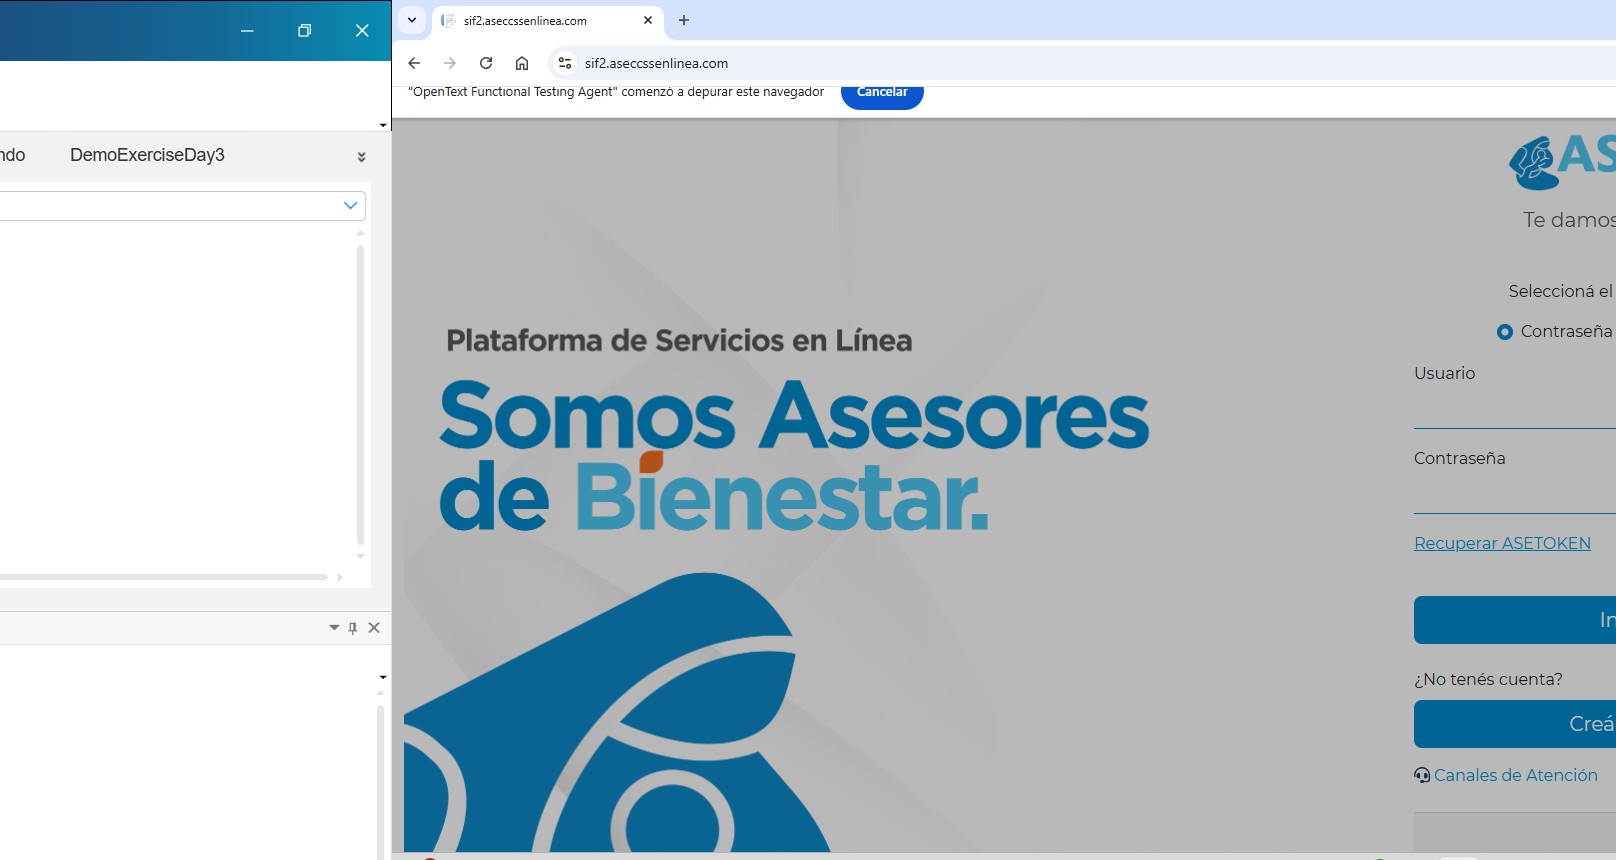 sif2.aseccssenlinea.com
sif2.aseccssenlinea.com
"OpenText Functional Testing Agent" comenzó a depurar este navegador Cancelar
ndo DemoExerciseDay3
AS
Te damos
Seleccioná el
Contraseña
Plataforma de Servicios en Línea
Somos Asesores
de Bienestar.
Usuario
Contraseña
Recuperar ASETOKEN
In
¿No tenés cuenta?
Creá
Canales de Atención